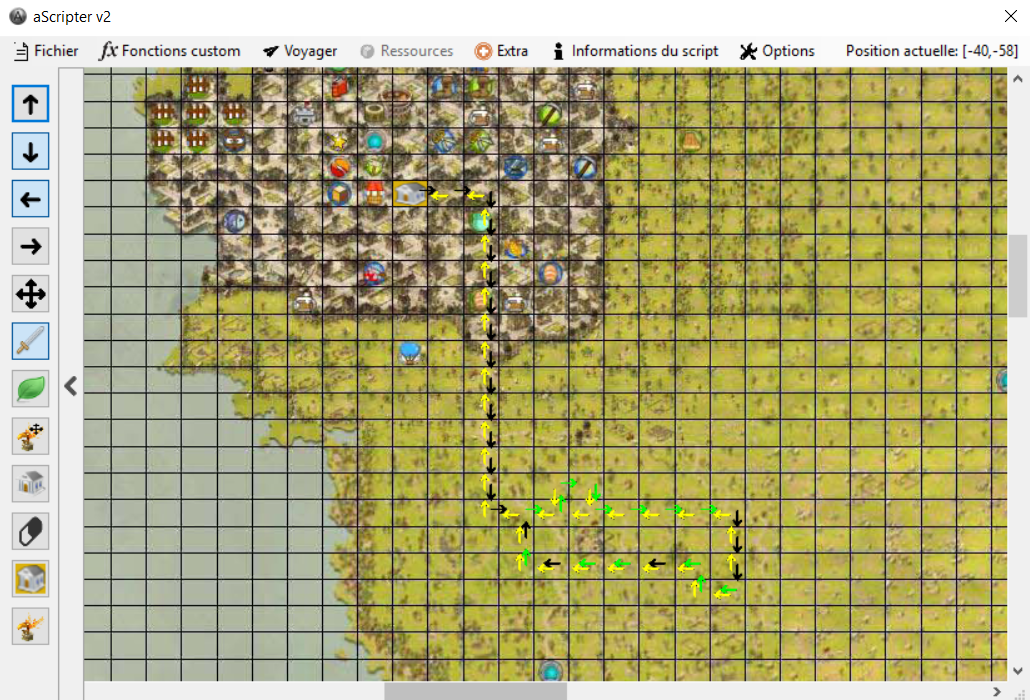 aScripter v2
Fichier fx Fonctions custom Voyager Ressources Extra Informations du script Options Position actuelle: [-40,-58]